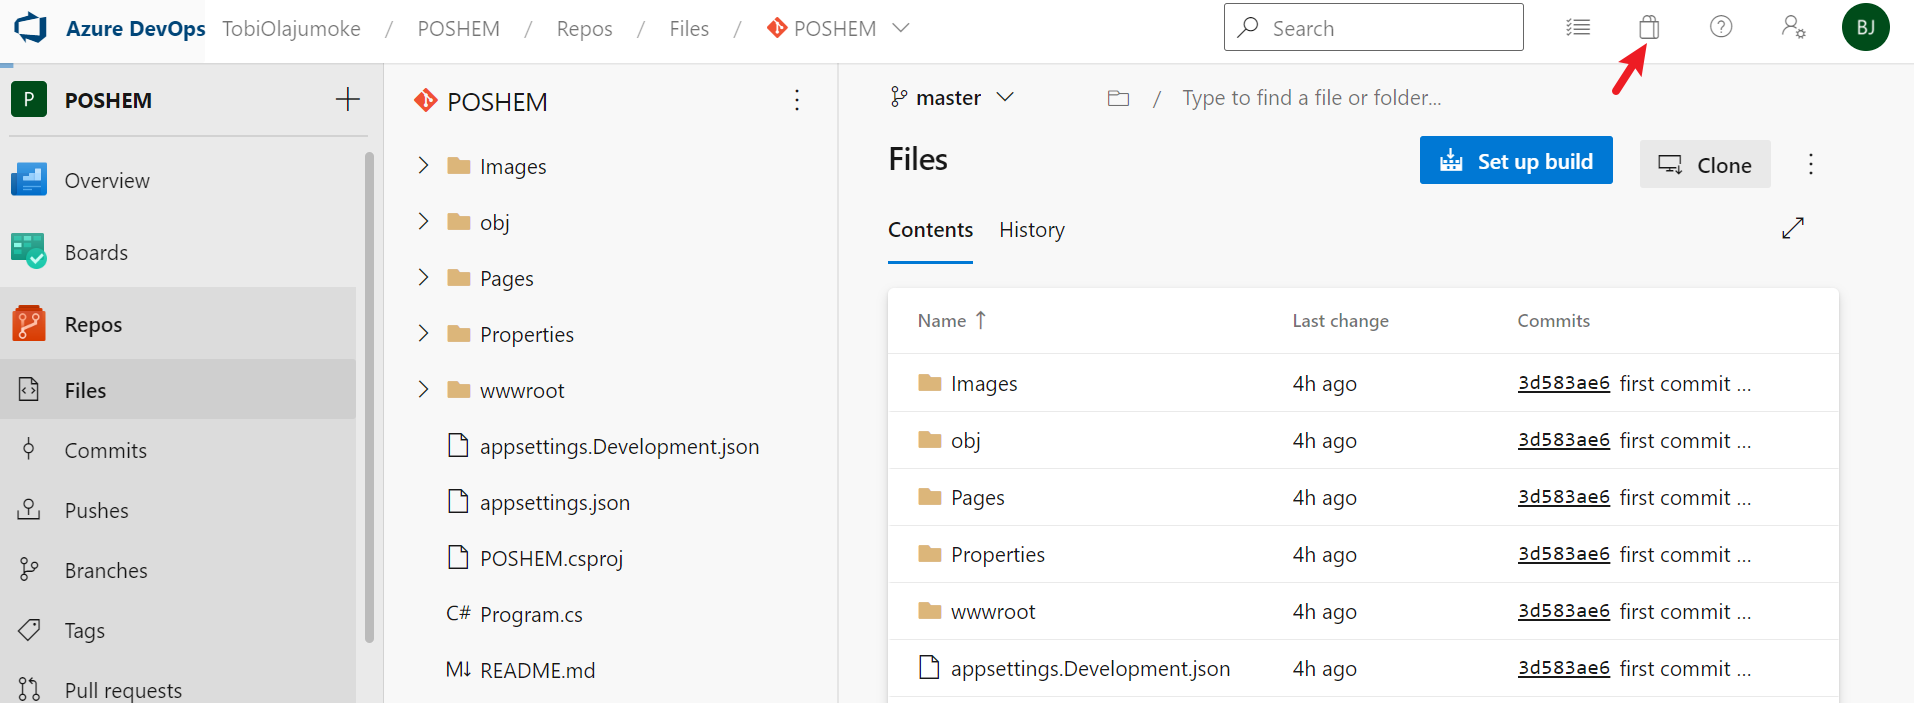 Azure DevOps TobiOlajumoke / POSHEM / Repos / Files / POSHEM Search BJ
P POSHEM
Overview
Boards
Repos
Files
Commits
Pushes
Branches
Tags
Pull requests
POSHEM
Images
obj
Pages
Properties
wwwroot
appsettings.Development.json
appsettings.json
POSHEM.csproj
C# Program.cs
M↓ README.md
master / Type to find a file or folder...
Files Set up build Clone
Contents History
Name ↑ Last change Commits
Images 4h ago 3d583ae6 first commit ...
obj 4h ago 3d583ae6 first commit ...
Pages 4h ago 3d583ae6 first commit ...
Properties 4h ago 3d583ae6 first commit ...
wwwroot 4h ago 3d583ae6 first commit ...
appsettings.Development.json 4h ago 3d583ae6 first commit ...